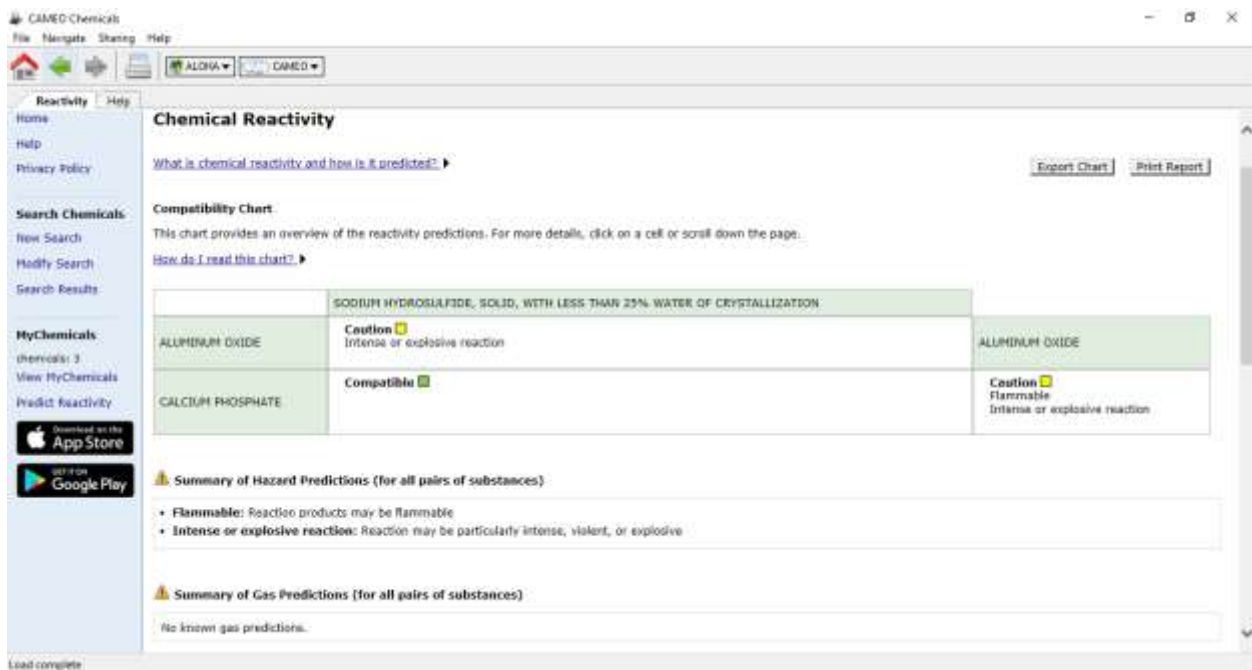 CAMEO Chemicals
File Navigate Sharing Help
ALOHA CAMEO
Reactivity Help
Home
Help
Privacy Policy
Search Chemicals
New Search
Modify Search
Search Results
MyChemicals
chemicals: 3
View MyChemicals
Predict Reactivity
Download on the
App Store
GET IT ON
Google Play
Chemical Reactivity
What is chemical reactivity and how is it predicted?
Export Chart Print Report
Compatibility Chart
This chart provides an overview of the reactivity predictions. For more details, click on a cell or scroll down the page.
How do I read this chart?
SODIUM HYDROSULFIDE, SOLID, WITH LESS THAN 25% WATER OF CRYSTALLIZATION
ALUMINUM OXIDE
Caution
Intense or explosive reaction
ALUMINUM OXIDE
CALCIUM PHOSPHATE
Compatible
Caution
Flammable
Intense or explosive reaction
Summary of Hazard Predictions (for all pairs of substances)
• Flammable: Reaction products may be flammable
• Intense or explosive reaction: Reaction may be particularly intense, violent, or explosive
Summary of Gas Predictions (for all pairs of substances)
No known gas predictions.
Load complete